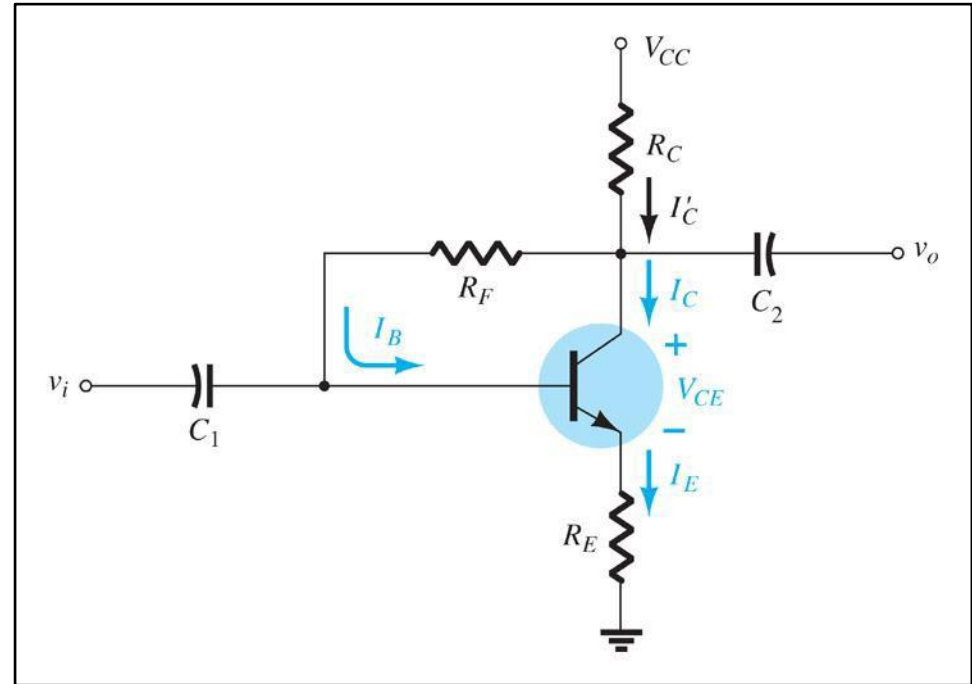 V_CC
R_C
I'_C
v_o
R_F
I_C
C_2
I_B
+
v_i
V_CE
C_1
−
I_E
R_E